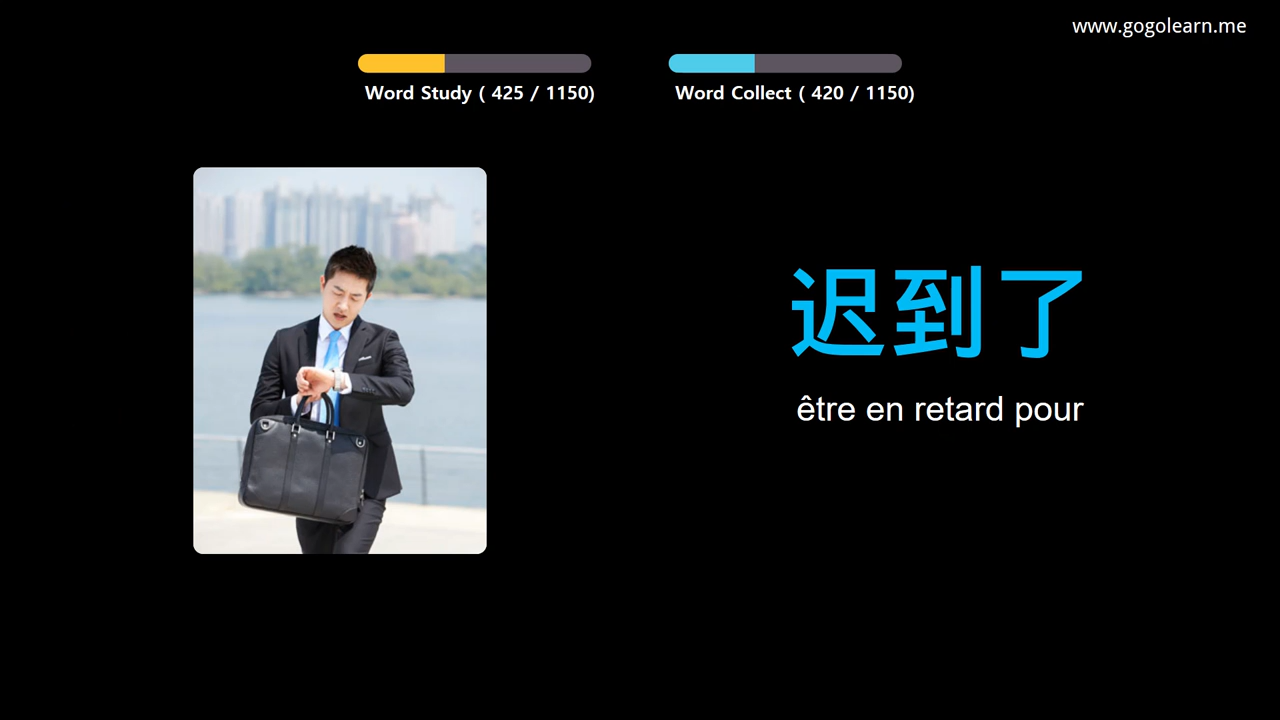 www.gogolearn.me
Word Study ( 425 / 1150)
Word Collect ( 420 / 1150)
迟到了
être en retard pour